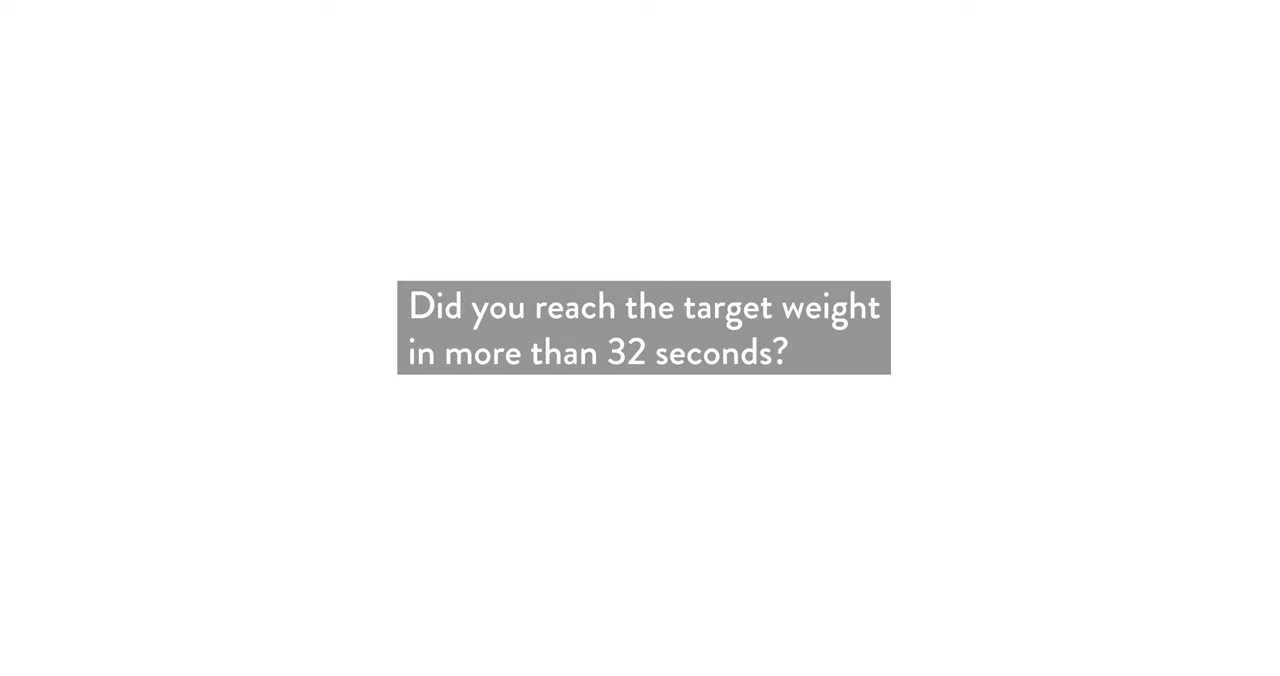 Did you reach the target weight
in more than 32 seconds?